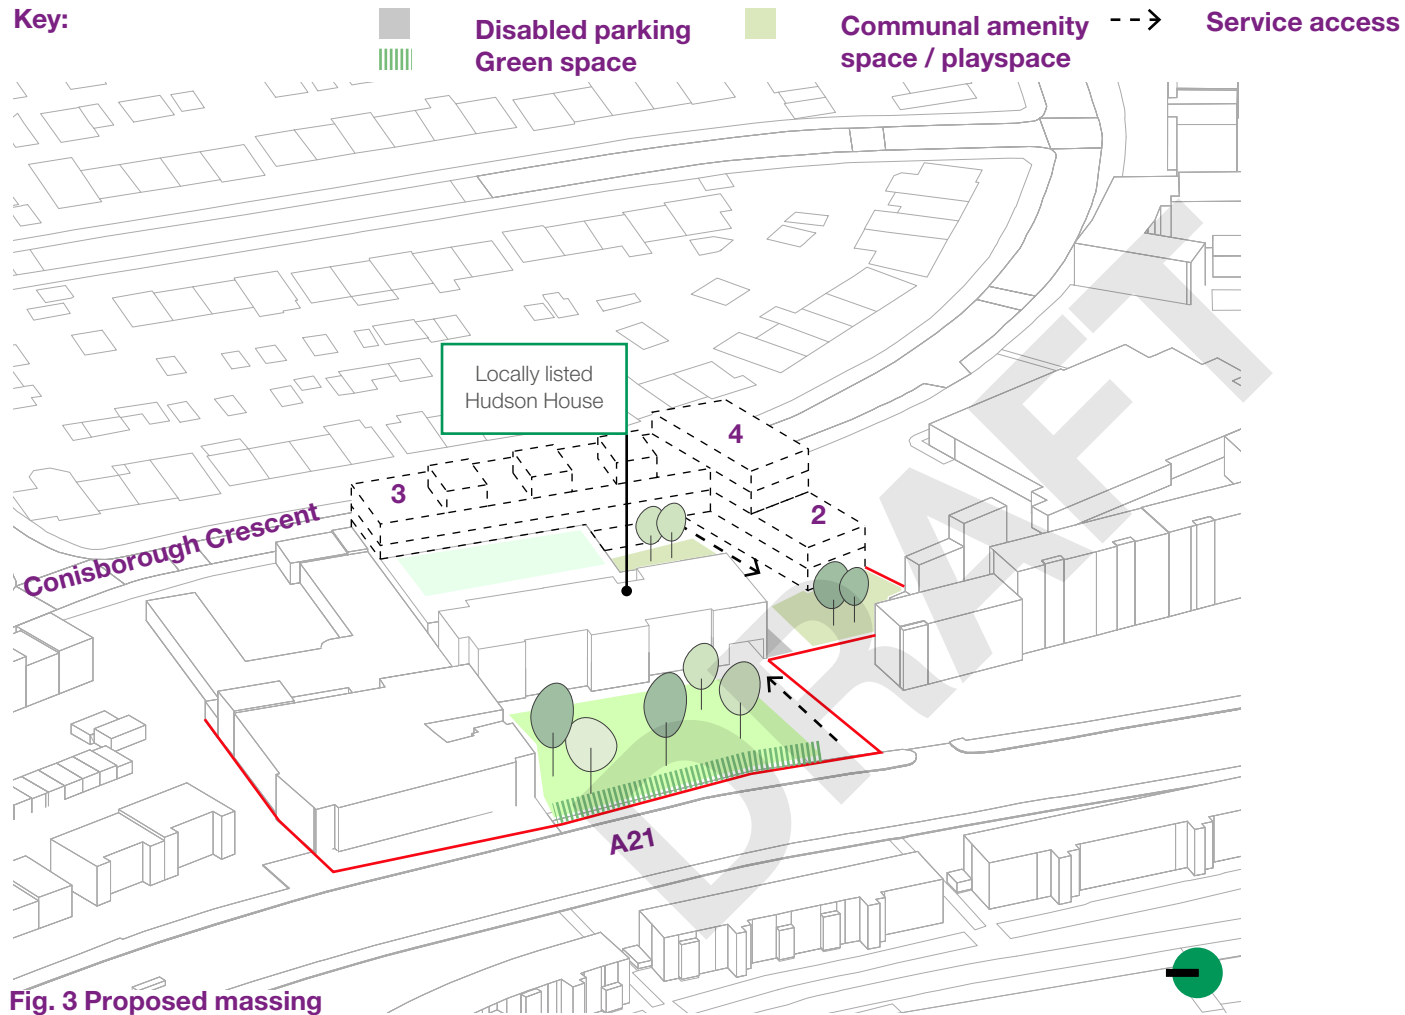 Key:
Disabled parking
Green space
Communal amenity
space / playspace
Service access
Locally listed
Hudson House
4
3
2
Conisborough Crescent
A21
DRAFT
Fig. 3 Proposed massing